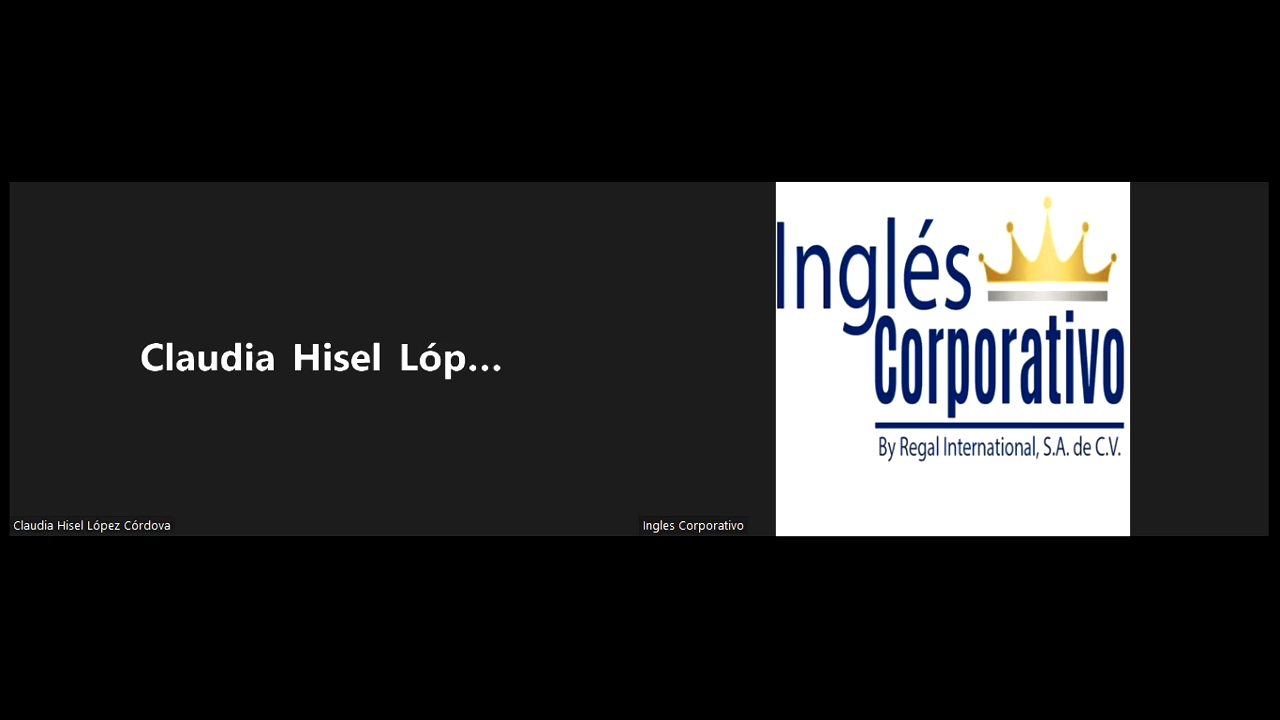 Claudia Hisel Lóp...
Claudia Hisel López Córdova
Inglés
Corporativo
By Regal International, S.A. de C.V.
Ingles Corporativo